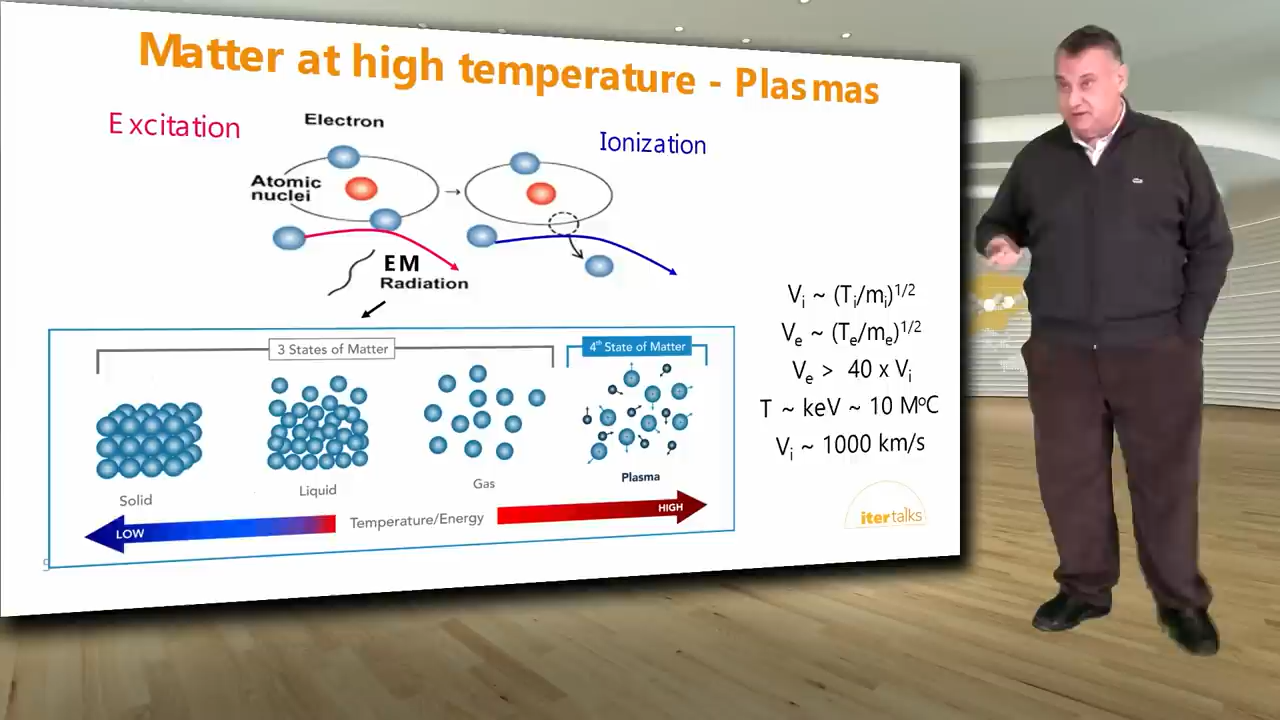 Matter at high temperature - Plasmas
Excitation
Electron
Ionization
Atomic
nuclei
EM
Radiation
3 States of Matter
4th State of Matter
Solid
Liquid
Gas
Plasma
LOW
Temperature/Energy
HIGH
Vi ~ (Ti/mi)1/2
Ve ~ (Te/me)1/2
Ve > 40 x Vi
T ~ keV ~ 10 MoC
Vi ~ 1000 km/s
iter talks
9